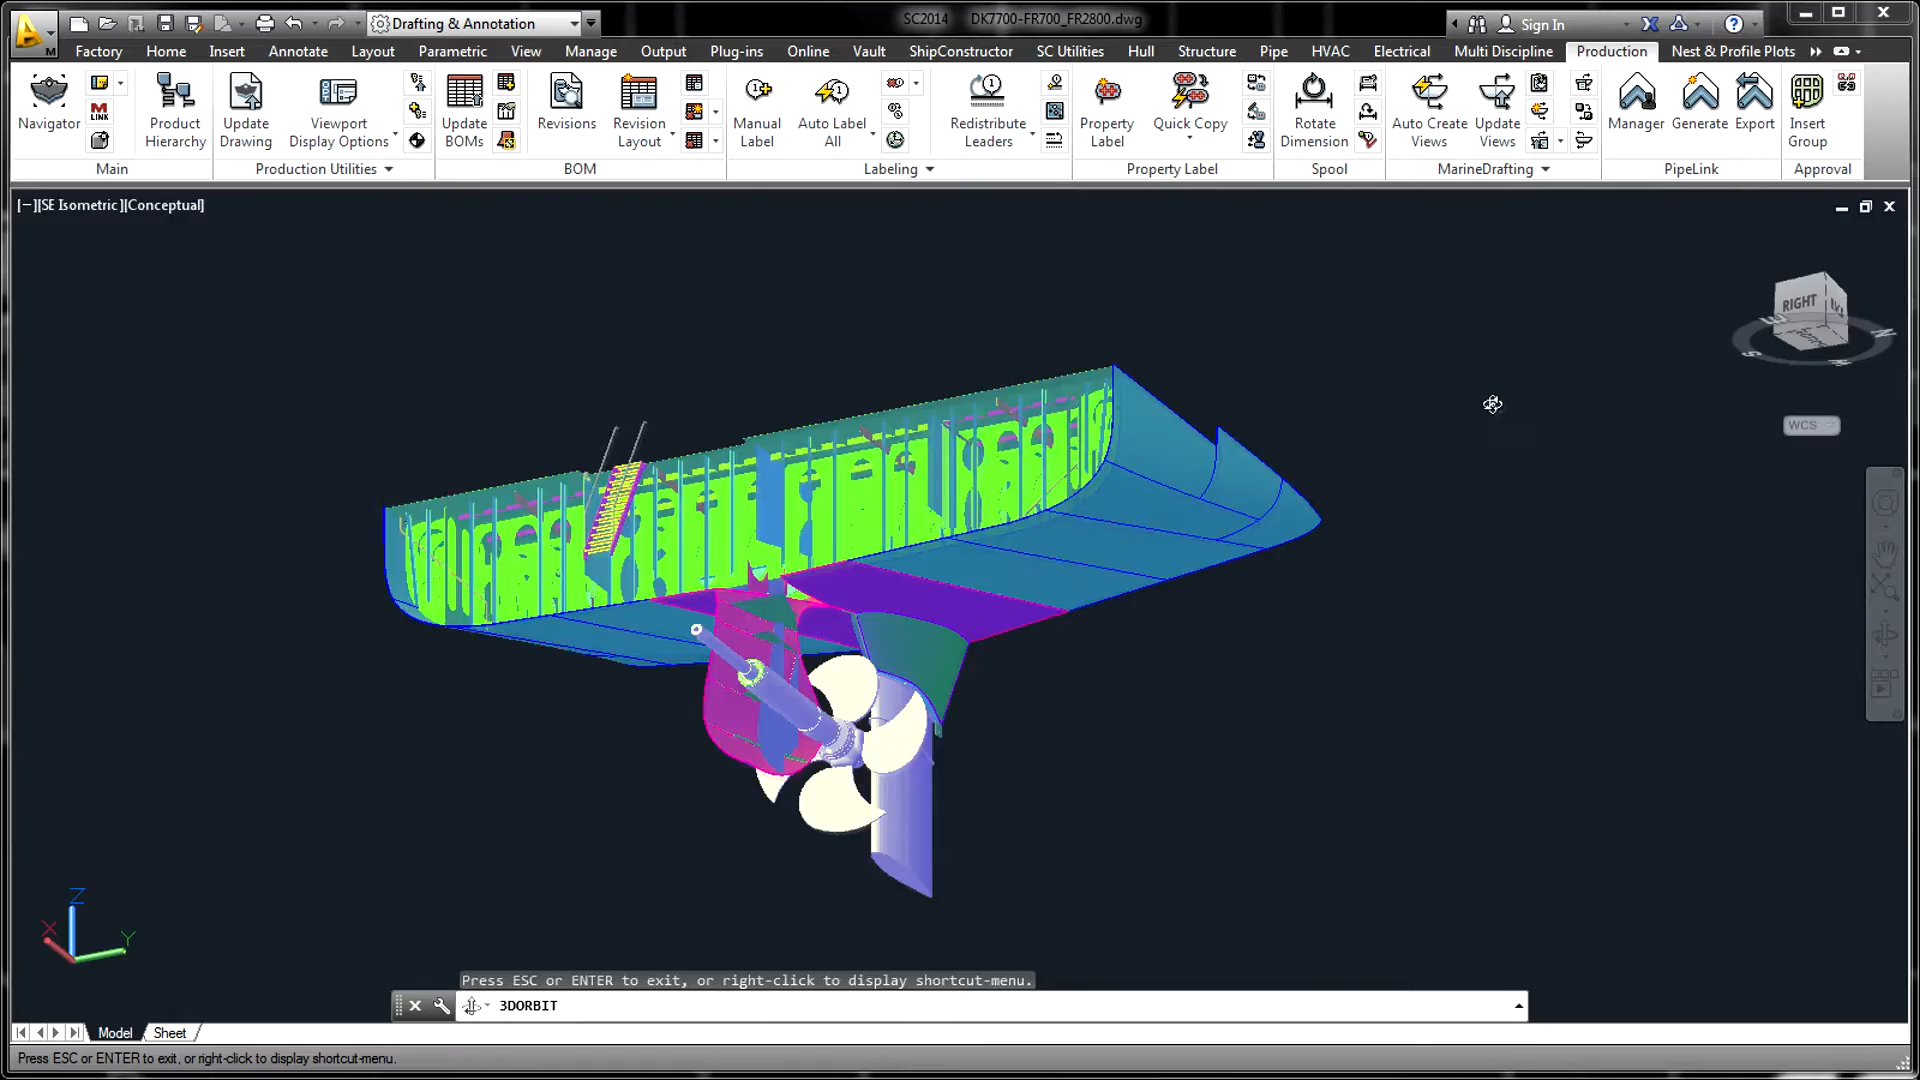 SC2014 DK7700-FR700_FR2800.dwg
Drafting & Annotation
Sign In
M
Factory Home Insert Annotate Layout Parametric View Manage Output Plug-ins Online Vault ShipConstructor SC Utilities Hull Structure Pipe HVAC Electrical Multi Discipline Production Nest & Profile Plots
Navigator
M LINK
Product Hierarchy
Update Drawing
Viewport Display Options
Update BOMs
Revisions
Revision Layout
Manual Label
Auto Label All
Redistribute Leaders
Property Label
Quick Copy
Rotate Dimension
Auto Create Views
Update Views
Manager
Generate
Export
Insert Group
Main Production Utilities BOM Labeling Property Label Spool MarineDrafting PipeLink Approval
[−][SE Isometric][Conceptual]
RIGHT
E
N
S
WCS
Z
X
Y
Press ESC or ENTER to exit, or right-click to display shortcut-menu.
3DORBIT
Model Sheet
Press ESC or ENTER to exit, or right-click to display shortcut-menu.